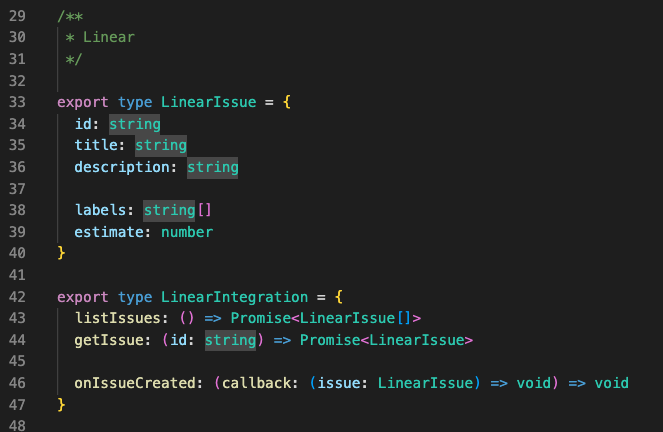 29 /**
30  * Linear
31  */
32
33 export type LinearIssue = {
34   id: string
35   title: string
36   description: string
37
38   labels: string[]
39   estimate: number
40 }
41
42 export type LinearIntegration = {
43   listIssues: () => Promise<LinearIssue[]>
44   getIssue: (id: string) => Promise<LinearIssue>
45
46   onIssueCreated: (callback: (issue: LinearIssue) => void) => void
47 }
48